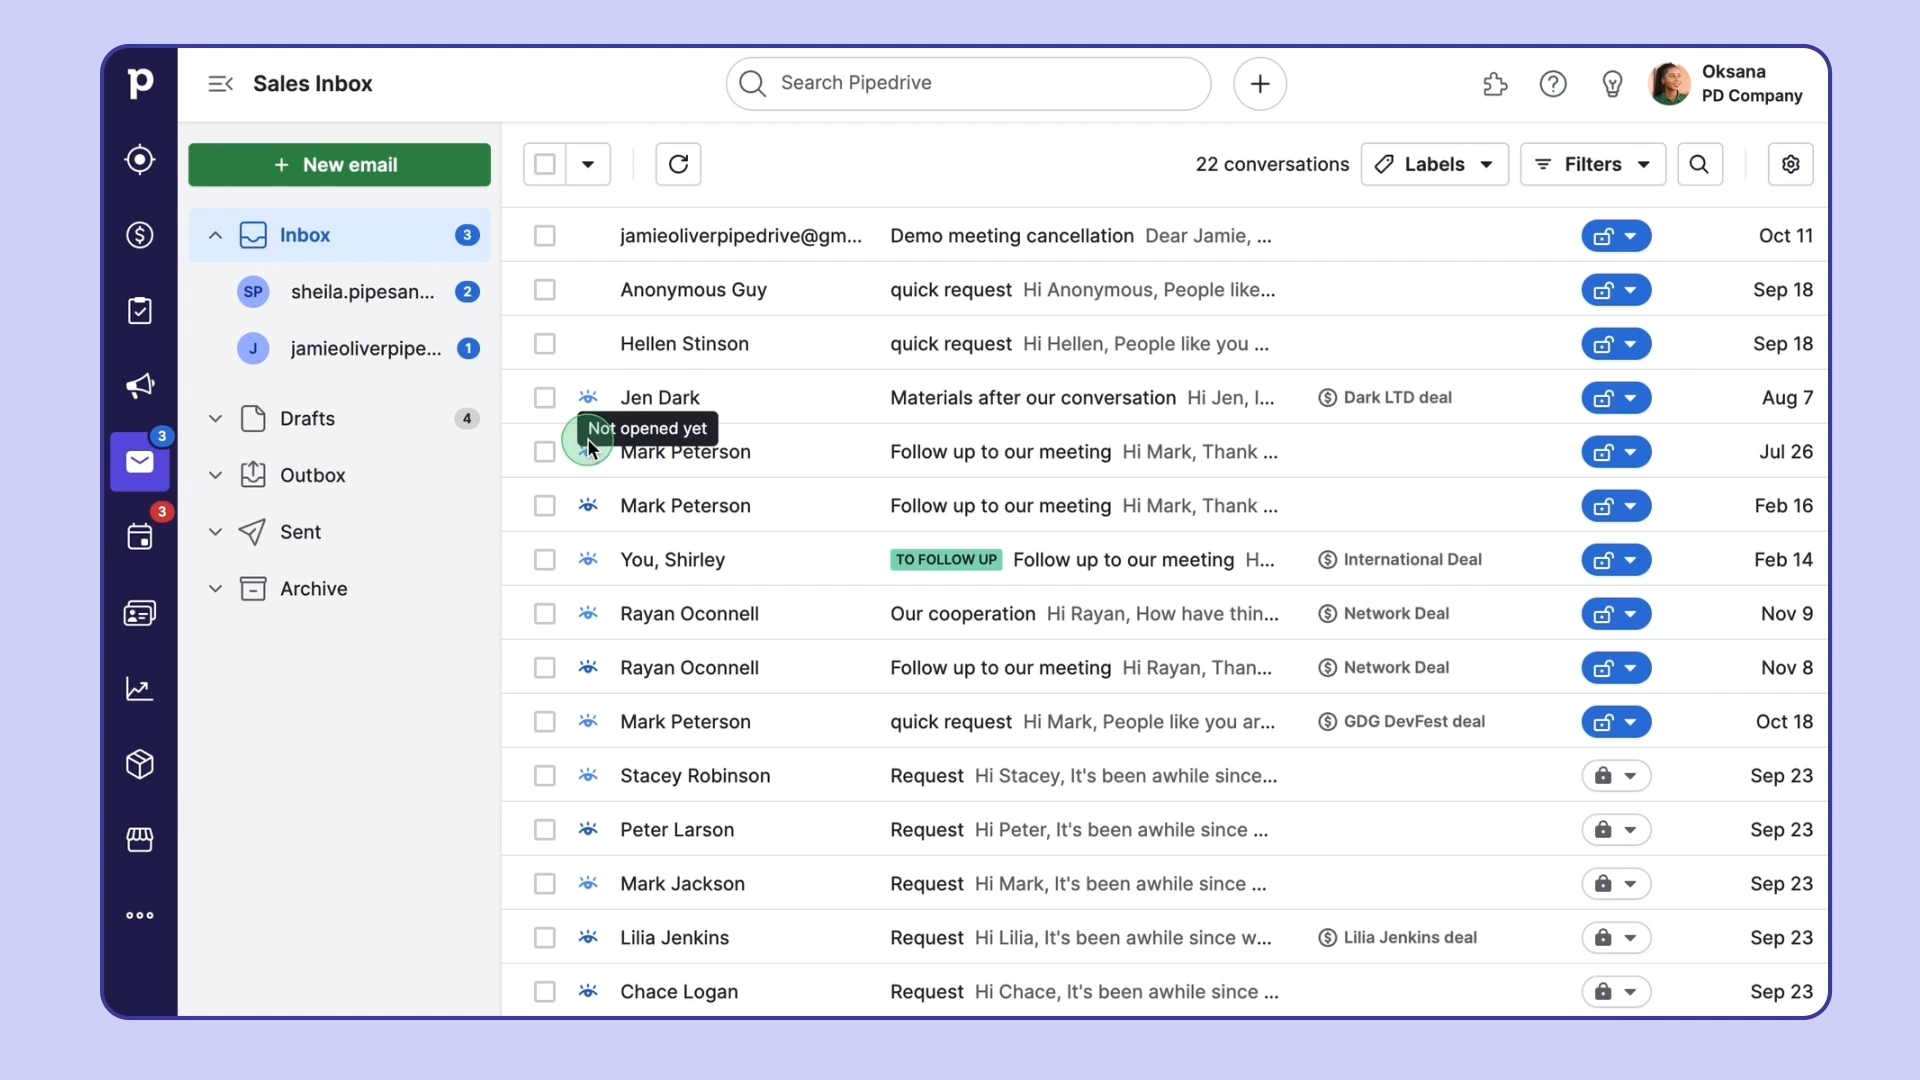 p
Sales Inbox
Search Pipedrive
Oksana
PD Company
+ New email
Inbox 3
SP sheila.pipesan... 2
J jamieoliverpipe... 1
Drafts 4
Outbox
Sent
Archive
3
3
22 conversations Labels Filters
jamieoliverpipedrive@gm... Demo meeting cancellation Dear Jamie, ... Oct 11
Anonymous Guy quick request Hi Anonymous, People like... Sep 18
Hellen Stinson quick request Hi Hellen, People like you ... Sep 18
Jen Dark Materials after our conversation Hi Jen, I... Dark LTD deal Aug 7
Not opened yet
Mark Peterson Follow up to our meeting Hi Mark, Thank ... Jul 26
Mark Peterson Follow up to our meeting Hi Mark, Thank ... Feb 16
You, Shirley TO FOLLOW UP Follow up to our meeting H... International Deal Feb 14
Rayan Oconnell Our cooperation Hi Rayan, How have thin... Network Deal Nov 9
Rayan Oconnell Follow up to our meeting Hi Rayan, Than... Network Deal Nov 8
Mark Peterson quick request Hi Mark, People like you ar... GDG DevFest deal Oct 18
Stacey Robinson Request Hi Stacey, It's been awhile since... Sep 23
Peter Larson Request Hi Peter, It's been awhile since ... Sep 23
Mark Jackson Request Hi Mark, It's been awhile since ... Sep 23
Lilia Jenkins Request Hi Lilia, It's been awhile since w... Lilia Jenkins deal Sep 23
Chace Logan Request Hi Chace, It's been awhile since ... Sep 23